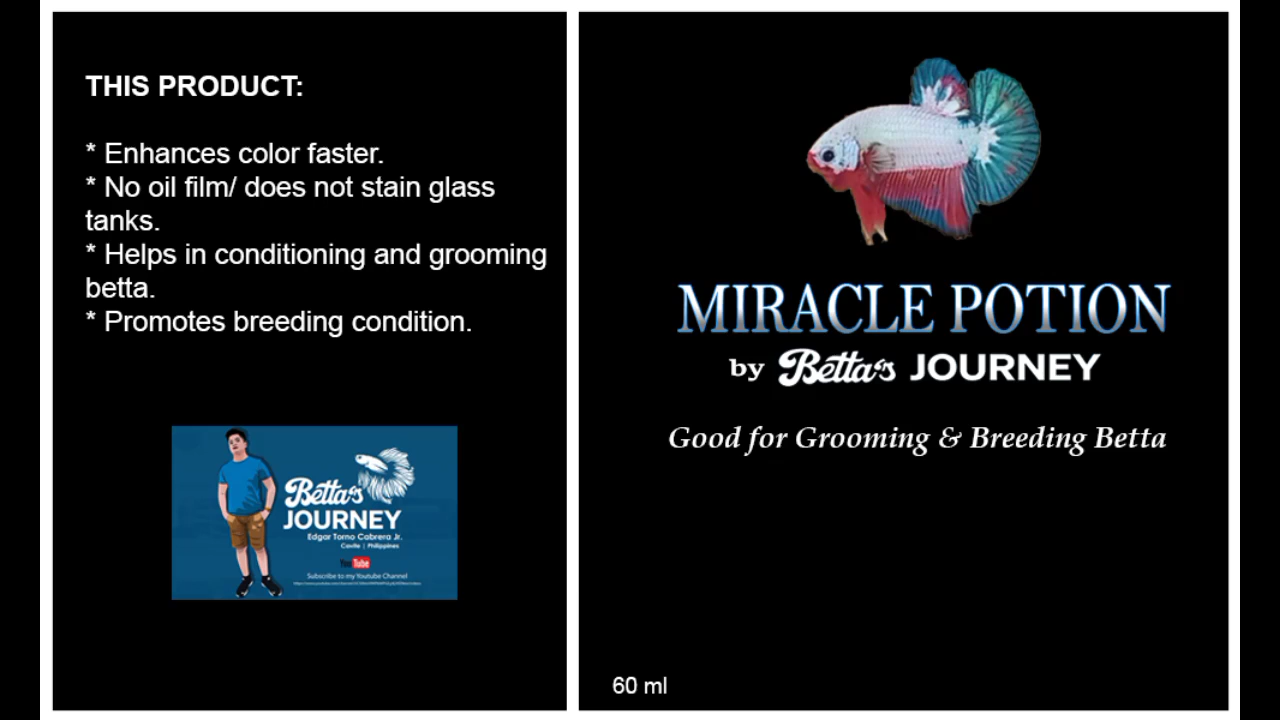 THIS PRODUCT:
* Enhances color faster.
* No oil film/ does not stain glass
tanks.
* Helps in conditioning and grooming
betta.
* Promotes breeding condition.
Betta's
JOURNEY
Edgar Torno Cabrera Jr.
Cavite | Philippines
YouTube
Subscribe to my Youtube Channel
MIRACLE POTION
by Betta's JOURNEY
Good for Grooming & Breeding Betta
60 ml